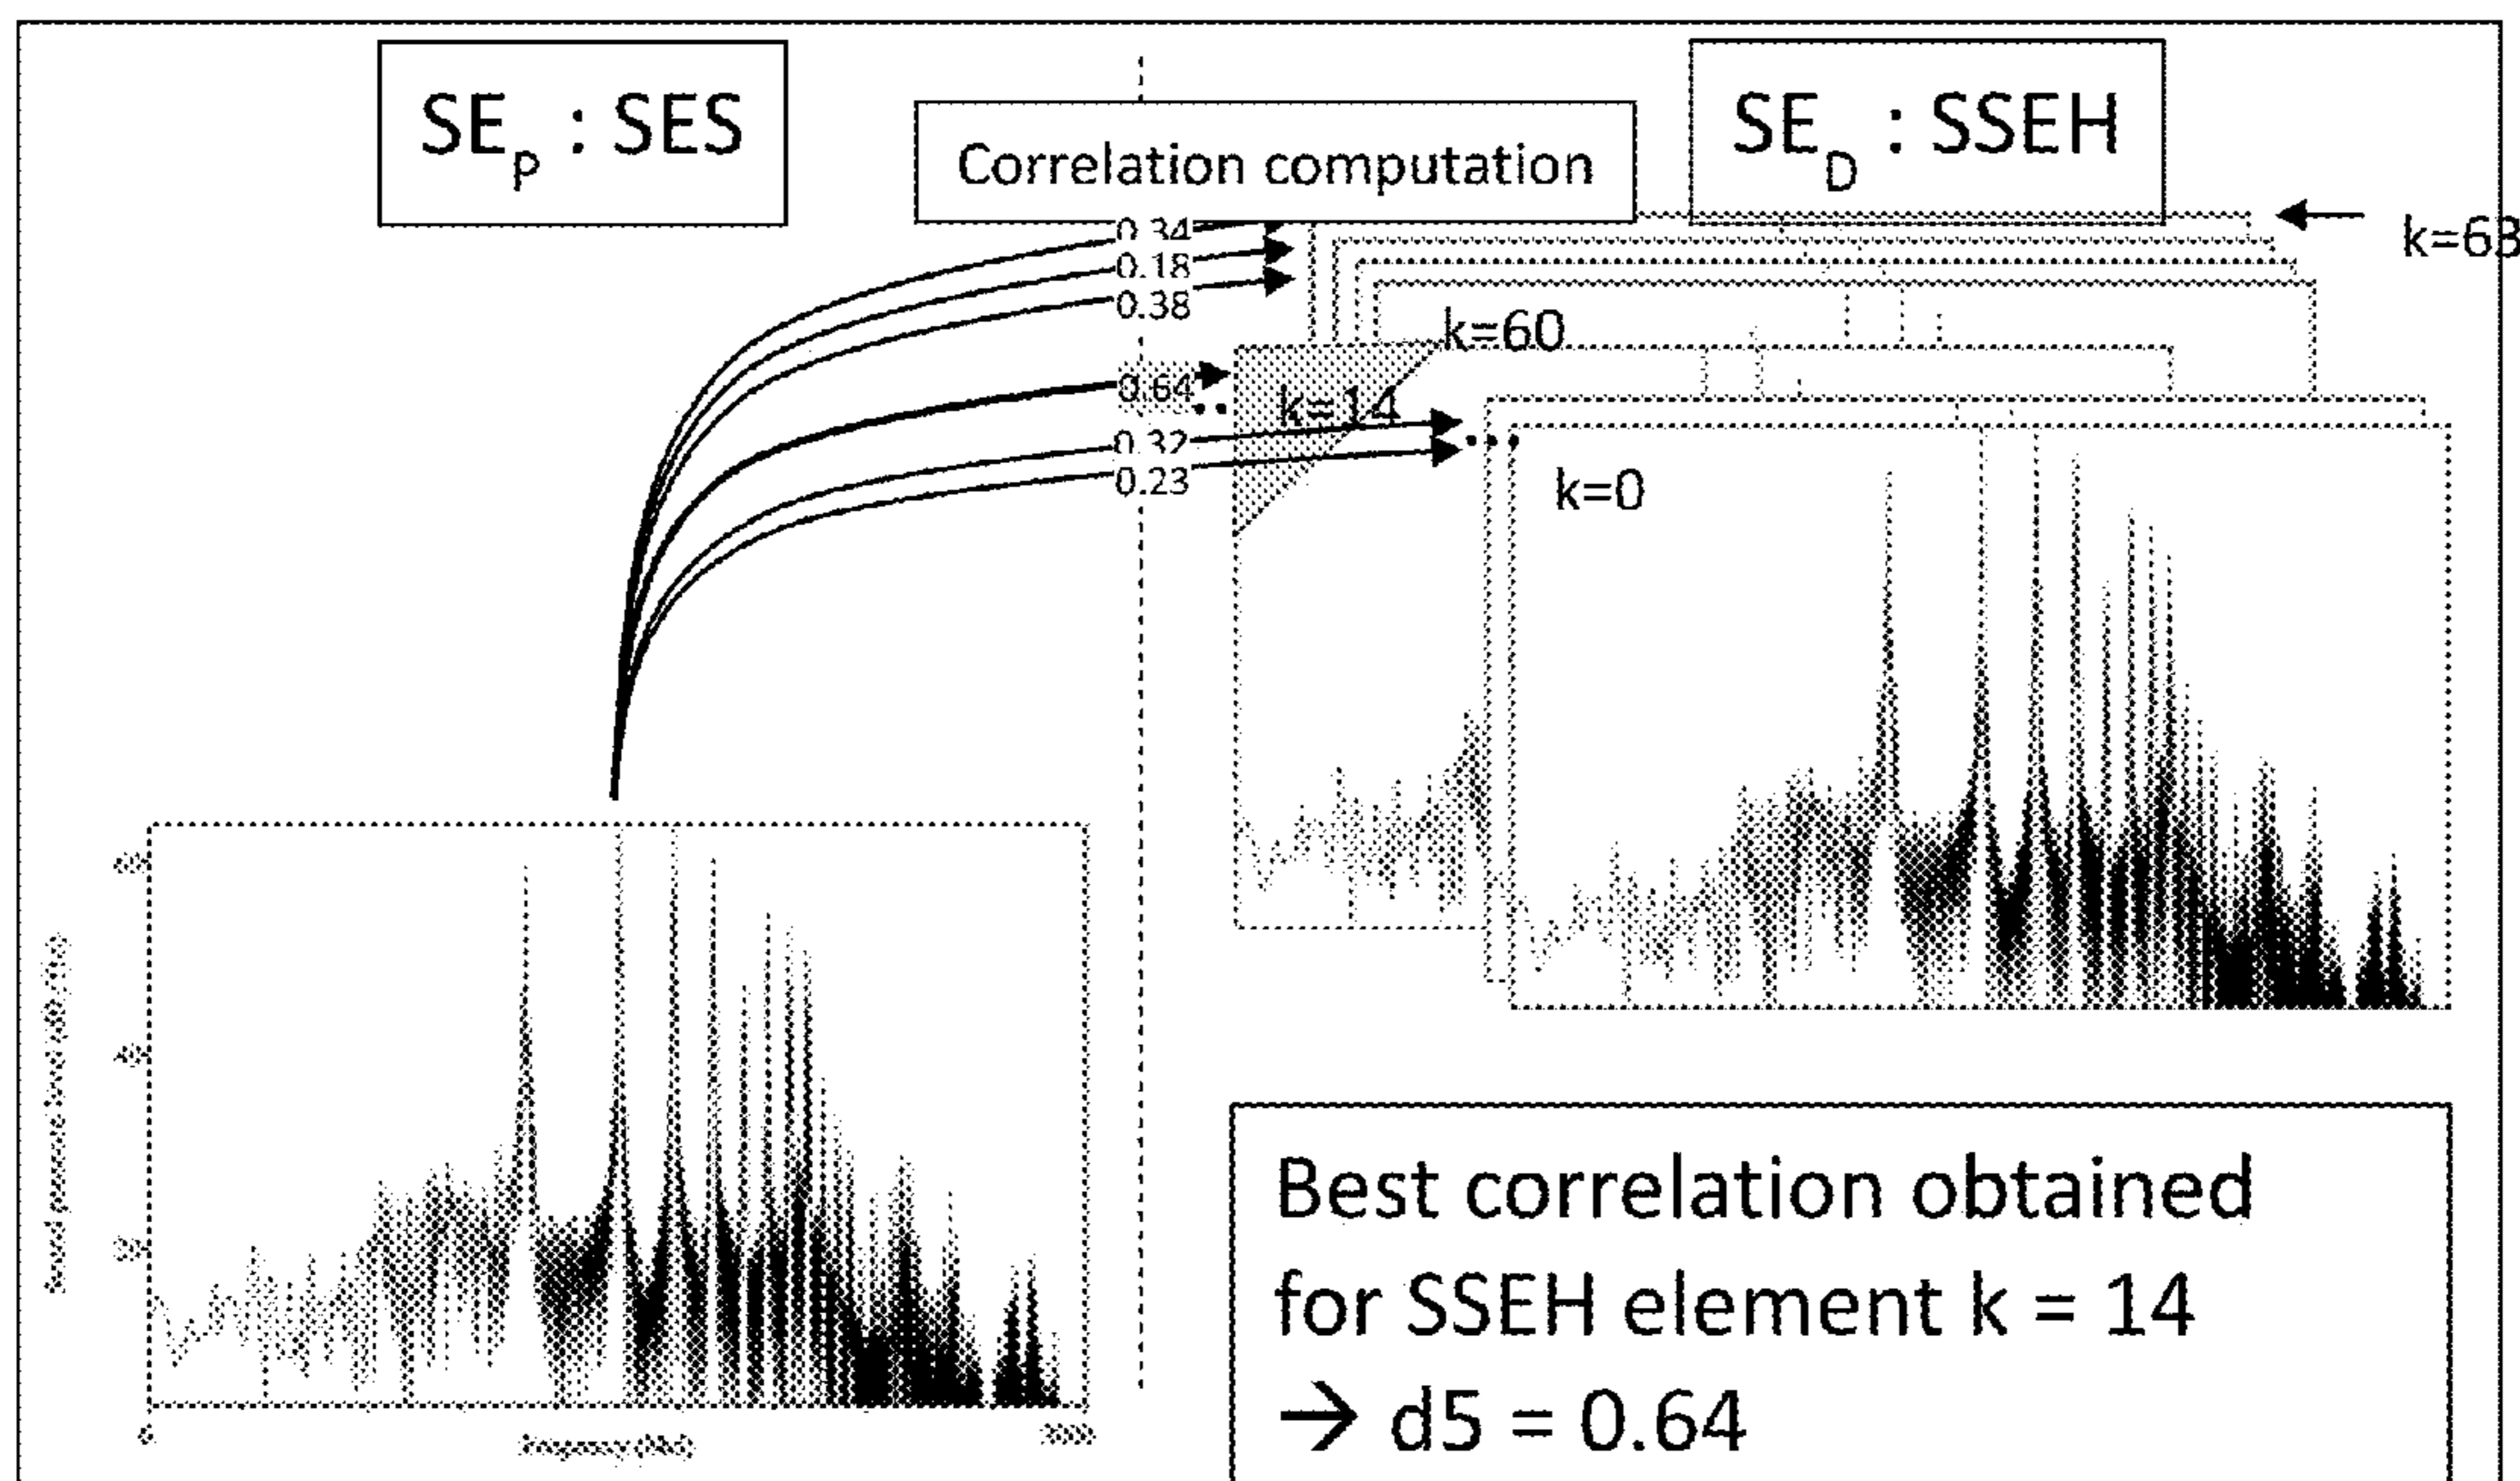 SEP : SES
Correlation computation
SED : SSEH
k=63
0.34
0.18
0.38
k=60
0.64
k=14
0.32
0.23
k=0
Best correlation obtained
for SSEH element k = 14
→ d5 = 0.64